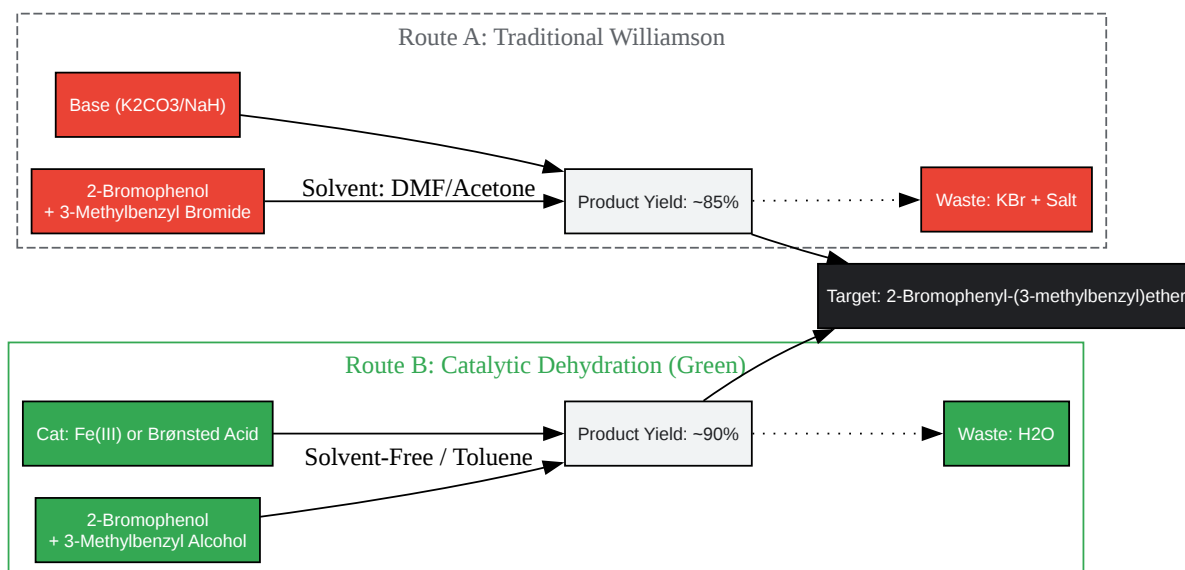 Route A: Traditional Williamson
Base (K2CO3/NaH)
2-Bromophenol
+ 3-Methylbenzyl Bromide
Solvent: DMF/Acetone
Product Yield: ~85%
Waste: KBr + Salt
Target: 2-Bromophenyl-(3-methylbenzyl)ether
Route B: Catalytic Dehydration (Green)
Cat: Fe(III) or Brønsted Acid
Solvent-Free / Toluene
Product Yield: ~90%
Waste: H2O
2-Bromophenol
+ 3-Methylbenzyl Alcohol